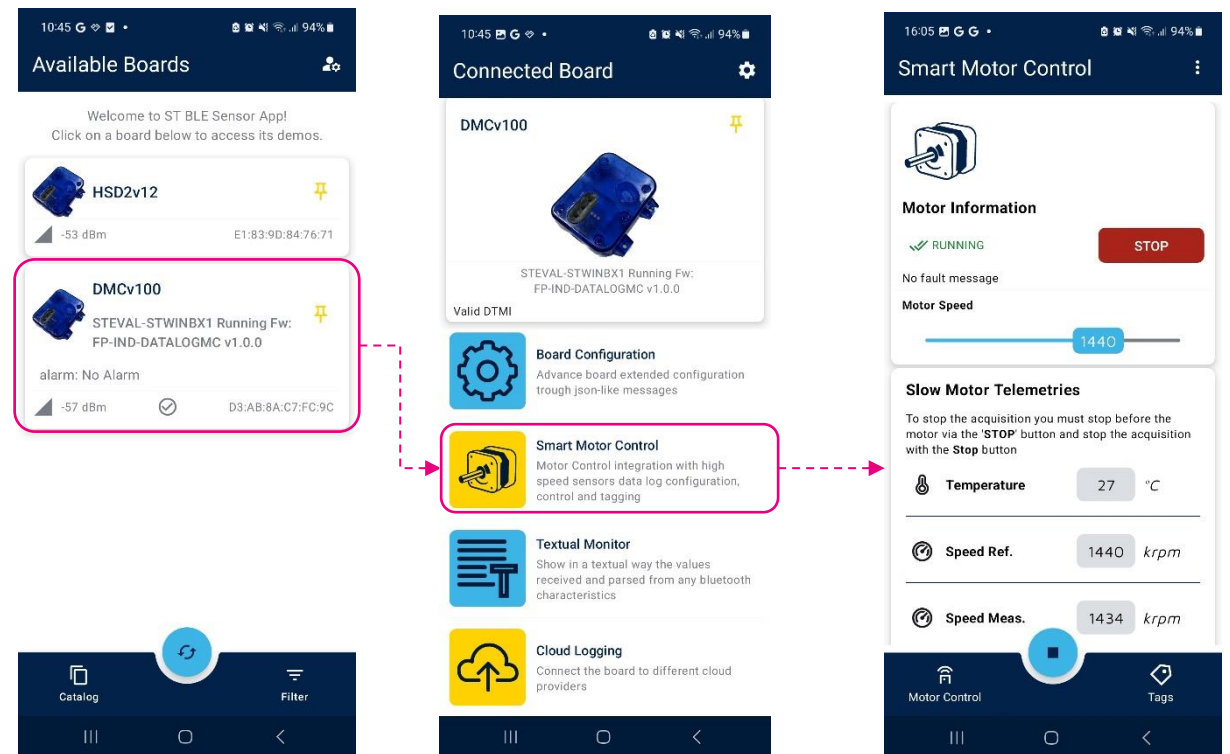 10:45 G
94%
Available Boards
Welcome to ST BLE Sensor App!
Click on a board below to access its demos.
HSD2v12
-53 dBm
E1:83:9D:84:76:71
DMCv100
STEVAL-STWINBX1 Running Fw:
FP-IND-DATALOGMC v1.0.0
alarm: No Alarm
-57 dBm
D3:AB:8A:C7:FC:9C
Catalog
Filter
10:45 G
94%
Connected Board
DMCv100
STEVAL-STWINBX1 Running Fw:
FP-IND-DATALOGMC v1.0.0
Valid DTMI
Board Configuration
Advance board extended configuration
trough json-like messages
Smart Motor Control
Motor Control integration with high
speed sensors data log configuration,
control and tagging
Textual Monitor
Show in a textual way the values
received and parsed from any bluetooth
characteristics
Cloud Logging
Connect the board to different cloud
providers
16:05 G G
94%
Smart Motor Control
Motor Information
RUNNING
STOP
No fault message
Motor Speed
1440
Slow Motor Telemetries
To stop the acquisition you must stop before the
motor via the 'STOP' button and stop the acquisition
with the Stop button
Temperature 27 °C
Speed Ref. 1440 krpm
Speed Meas. 1434 krpm
Motor Control
Tags